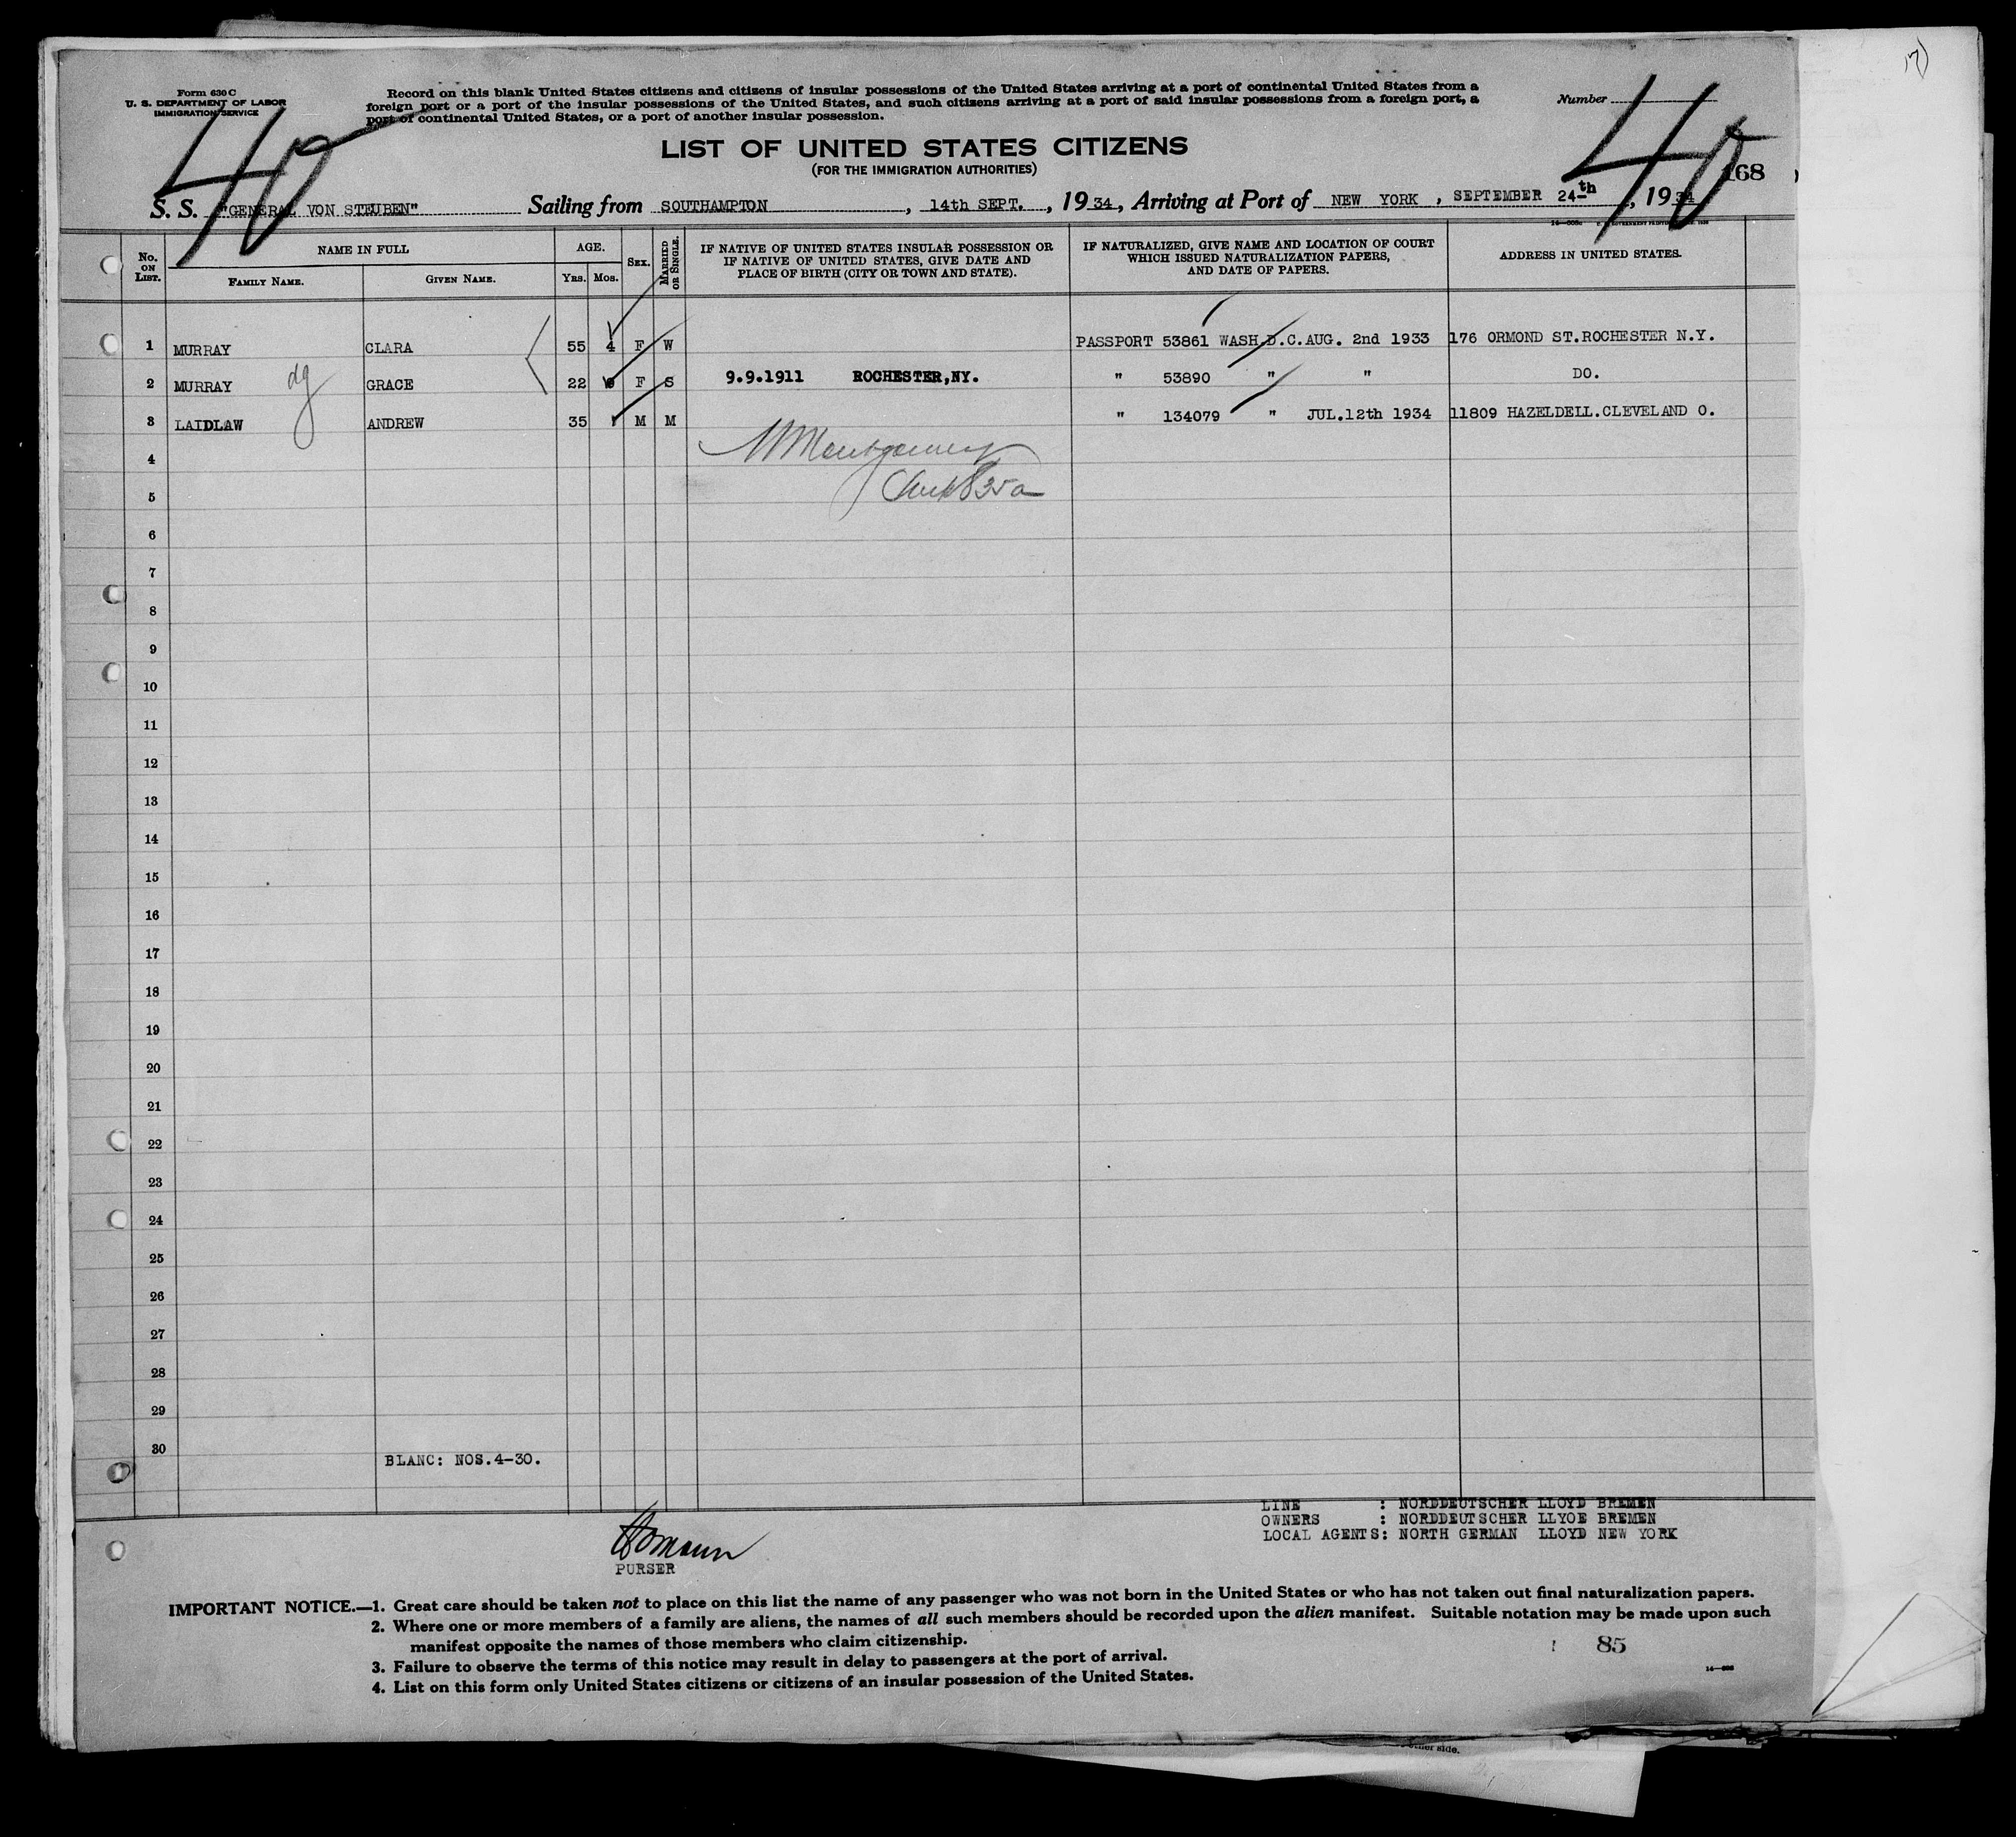 Form 630 C
U. S. DEPARTMENT OF LABOR
IMMIGRATION SERVICE
Record on this blank United States citizens and citizens of insular possessions of the United States arriving at a port of continental United States from a
foreign port or a port of the insular possessions of the United States, and such citizens arriving at a port of said insular possessions from a foreign port, a
port of continental United States, or a port of another insular possession.
Number
40
40
LIST OF UNITED STATES CITIZENS
(FOR THE IMMIGRATION AUTHORITIES)
168
S. S. "GENERAL VON STEUBEN" Sailing from SOUTHAMPTON, 14th SEPT., 1934, Arriving at Port of NEW YORK, SEPTEMBER 24th, 1934
No. ON LIST. NAME IN FULL AGE. SEX. MARRIED OR SINGLE. IF NATIVE OF UNITED STATES INSULAR POSSESSION OR IF NATIVE OF UNITED STATES, GIVE DATE AND PLACE OF BIRTH (CITY OR TOWN AND STATE). IF NATURALIZED, GIVE NAME AND LOCATION OF COURT WHICH ISSUED NATURALIZATION PAPERS, AND DATE OF PAPERS. ADDRESS IN UNITED STATES.
FAMILY NAME. GIVEN NAME. YRS. MOS.
1 MURRAY CLARA 55 4 F W PASSPORT 53861 WASH.D.C.AUG. 2nd 1933 176 ORMOND ST.ROCHESTER N.Y.
2 MURRAY dg GRACE 22 F S 9.9.1911 ROCHESTER,NY. " 53890 " " DO.
3 LAIDLAW ANDREW 35 M M " 134079 " JUL.12th 1934 11809 HAZELDELL.CLEVELAND O.
4 Montgomery
5
6
7
8
9
10
11
12
13
14
15
16
17
18
19
20
21
22
23
24
25
26
27
28
29
30
BLANC: NOS.4-30.
LINE : NORDDEUTSCHER LLOYD BREMEN
OWNERS : NORDDEUTSCHER LLYOE BREMEN
LOCAL AGENTS: NORTH GERMAN LLOYD NEW YORK
PURSER
IMPORTANT NOTICE.—1. Great care should be taken not to place on this list the name of any passenger who was not born in the United States or who has not taken out final naturalization papers.
2. Where one or more members of a family are aliens, the names of all such members should be recorded upon the alien manifest. Suitable notation may be made upon such
manifest opposite the names of those members who claim citizenship.
3. Failure to observe the terms of this notice may result in delay to passengers at the port of arrival.
4. List on this form only United States citizens or citizens of an insular possession of the United States.
85
other side.